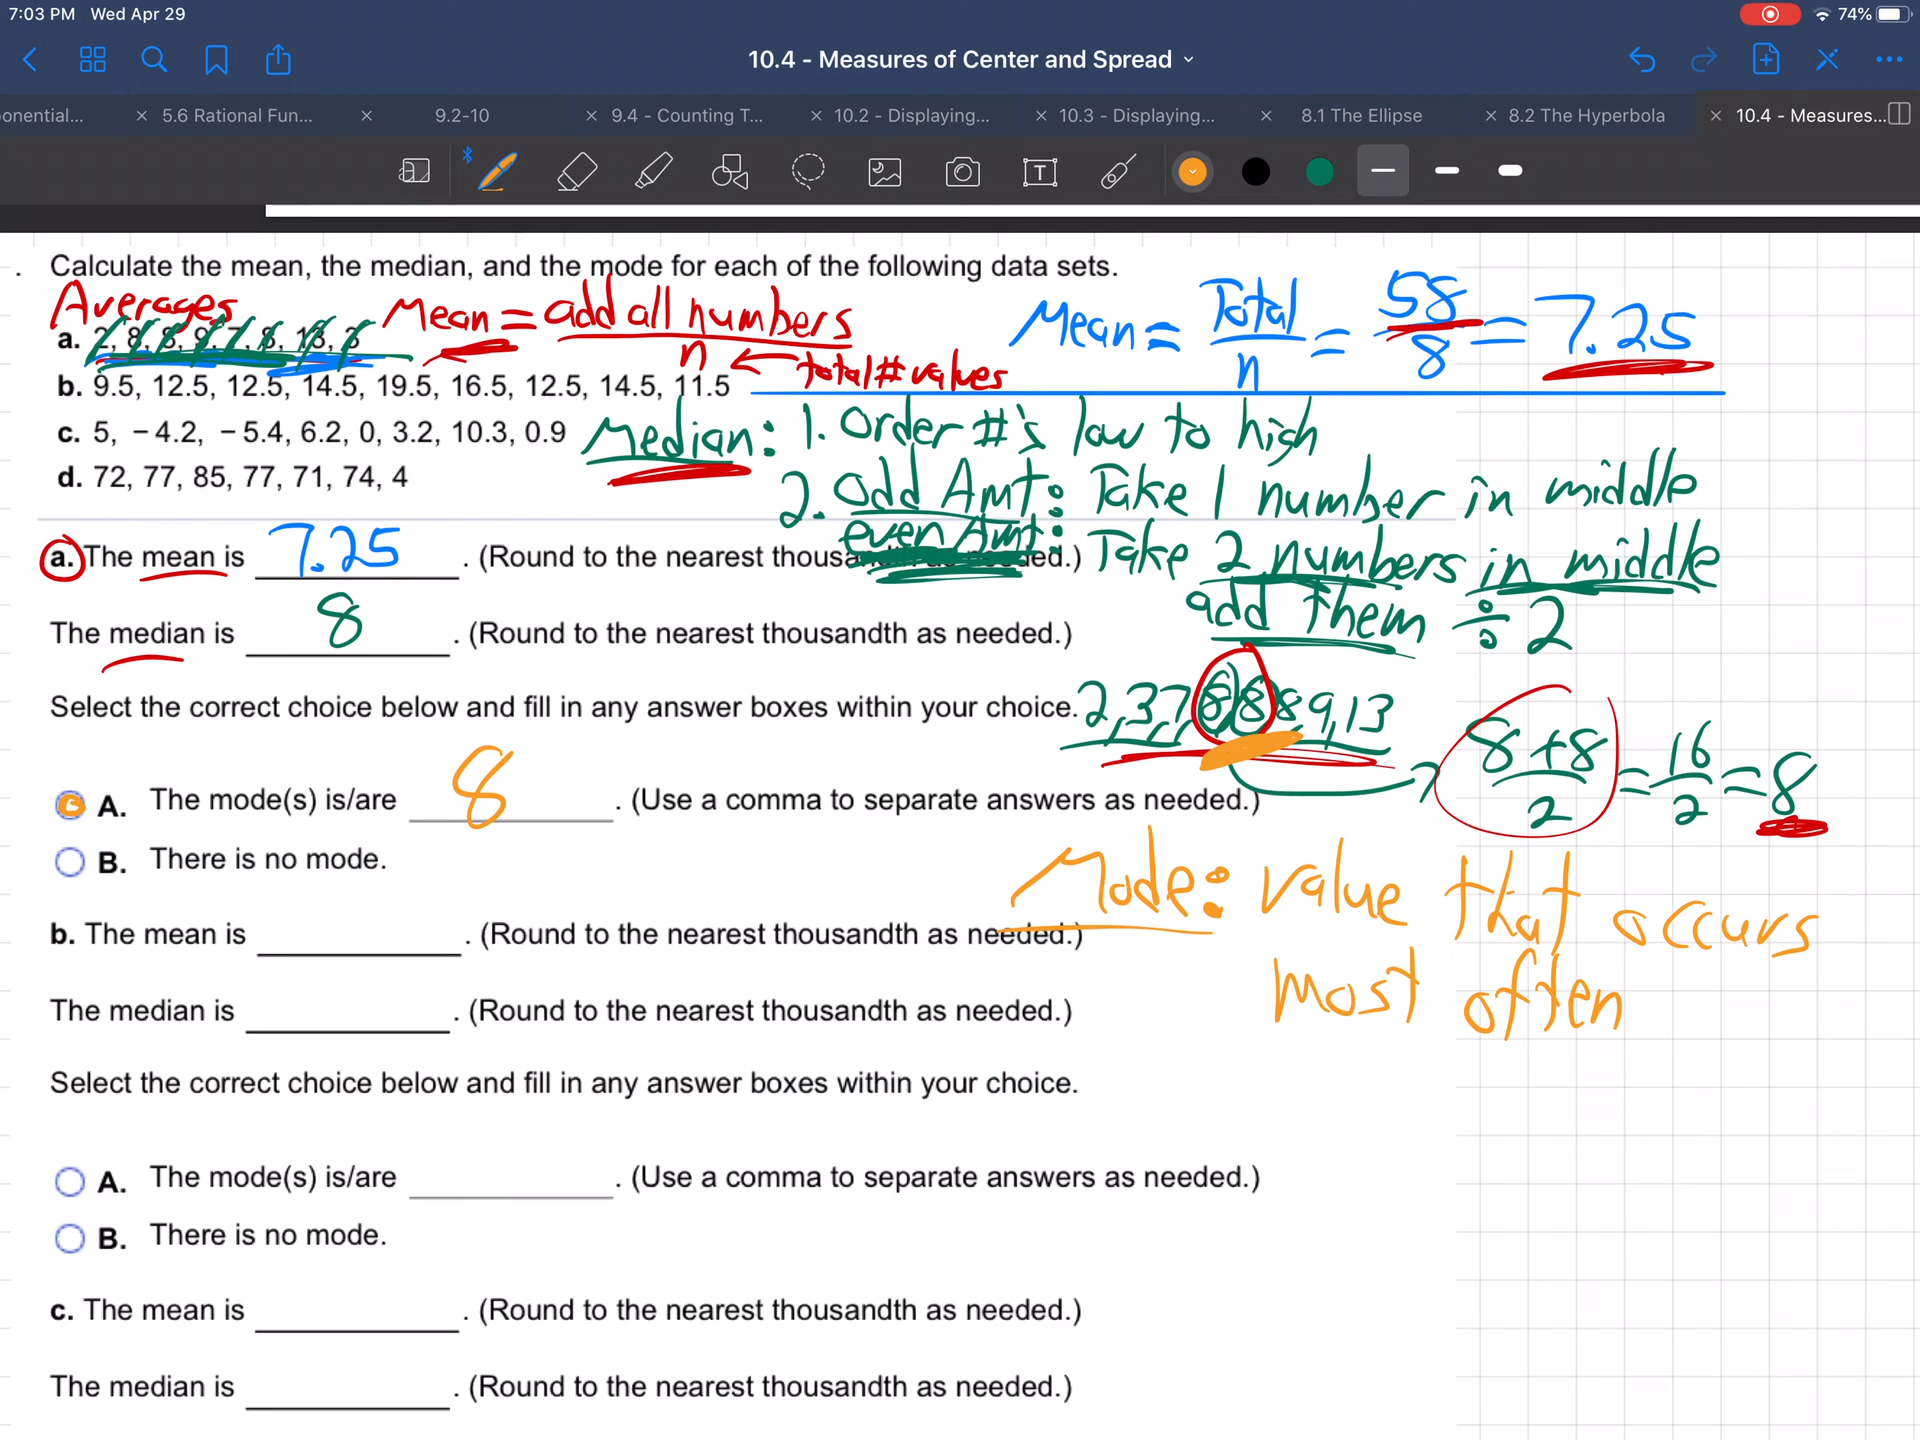 7:03 PM Wed Apr 29
74%
10.4 - Measures of Center and Spread
onential...
× 5.6 Rational Fun...
× 9.2-10
× 9.4 - Counting T...
× 10.2 - Displaying...
× 10.3 - Displaying...
× 8.1 The Ellipse
× 8.2 The Hyperbola
× 10.4 - Measures...
T
. Calculate the mean, the median, and the mode for each of the following data sets.
Averages
Mean = add all numbers
n ← total # values
Mean = Total / n = 58 / 8 = 7.25
a. 2, 8, 8, 9, 7, 8, 13, 3
b. 9.5, 12.5, 12.5, 14.5, 19.5, 16.5, 12.5, 14.5, 11.5
c. 5, −4.2, −5.4, 6.2, 0, 3.2, 10.3, 0.9
d. 72, 77, 85, 77, 71, 74, 4
Median: 1. Order #'s low to high
2. Odd Amt: Take 1 number in middle
even Amt: Take 2 numbers in middle
add them ÷ 2
a. The mean is 7.25 . (Round to the nearest thousandth as needed.)
The median is 8 . (Round to the nearest thousandth as needed.)
Select the correct choice below and fill in any answer boxes within your choice.
2,3,7,8,8,8,9,13
8+8 / 2 = 16 / 2 = 8
A. The mode(s) is/are 8 . (Use a comma to separate answers as needed.)
B. There is no mode.
Mode: value that occurs
most often
b. The mean is . (Round to the nearest thousandth as needed.)
The median is . (Round to the nearest thousandth as needed.)
Select the correct choice below and fill in any answer boxes within your choice.
A. The mode(s) is/are . (Use a comma to separate answers as needed.)
B. There is no mode.
c. The mean is . (Round to the nearest thousandth as needed.)
The median is . (Round to the nearest thousandth as needed.)